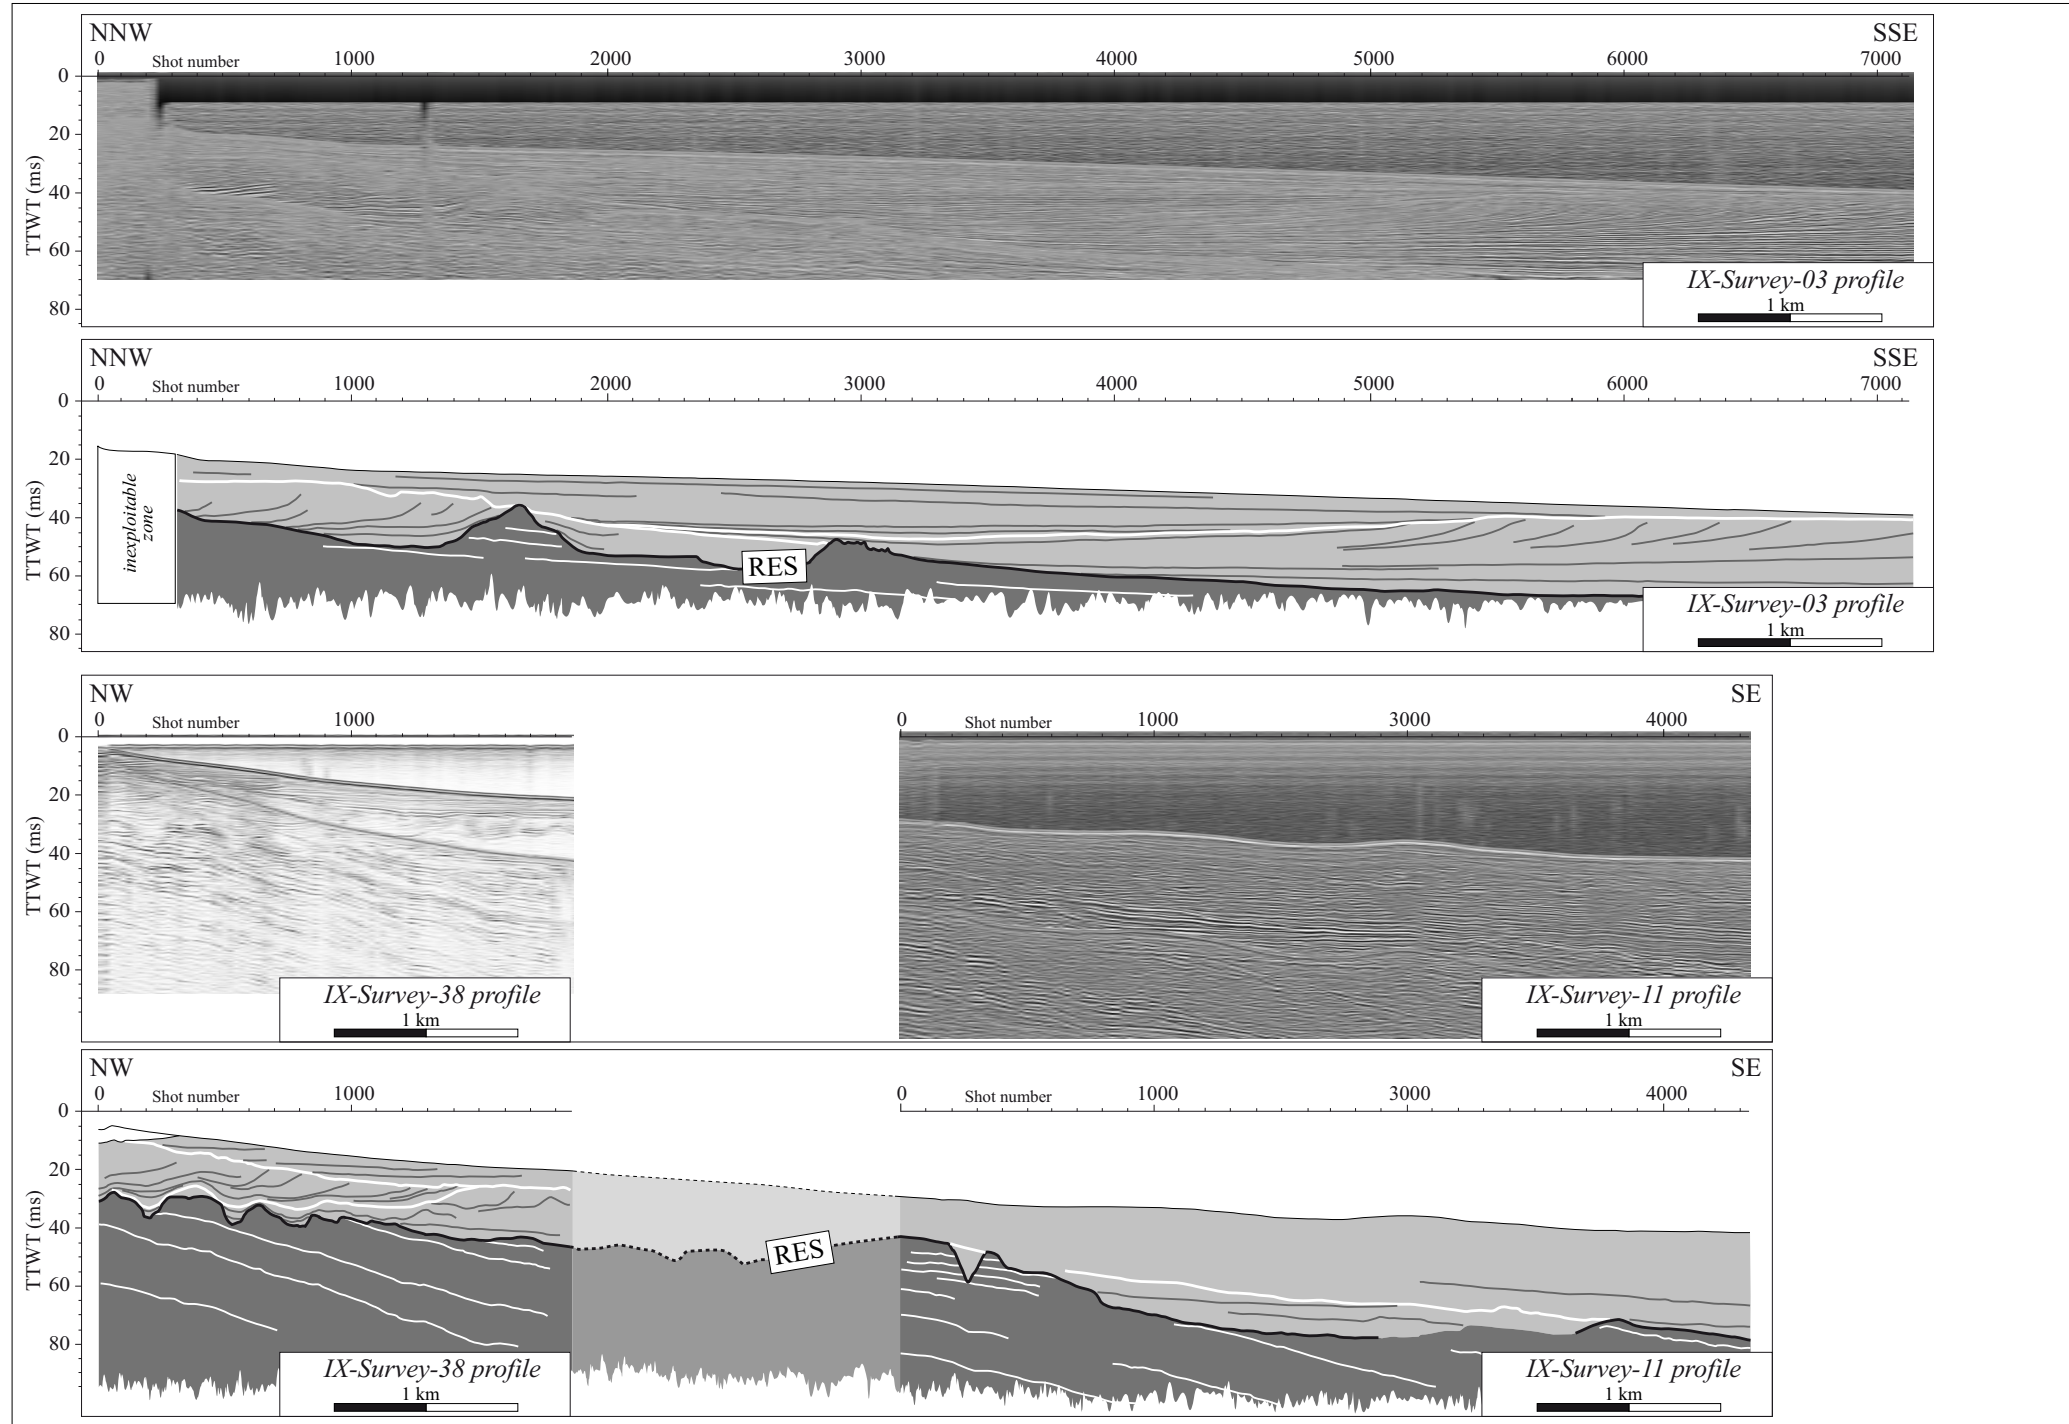 NNW SSE
0 Shot number 1000 2000 3000 4000 5000 6000 7000
0
20
40
60
80
TTWT (ms)
IX-Survey-03 profile
1 km
NNW SSE
0 Shot number 1000 2000 3000 4000 5000 6000 7000
0
20
40
60
80
TTWT (ms)
inexploitable
zone
RES
IX-Survey-03 profile
1 km
NW SE
0 Shot number 1000 0 Shot number 1000 3000 4000
0
20
40
60
80
TTWT (ms)
IX-Survey-38 profile
1 km
IX-Survey-11 profile
1 km
NW SE
0 Shot number 1000 0 Shot number 1000 3000 4000
0
20
40
60
80
TTWT (ms)
RES
IX-Survey-38 profile
1 km
IX-Survey-11 profile
1 km